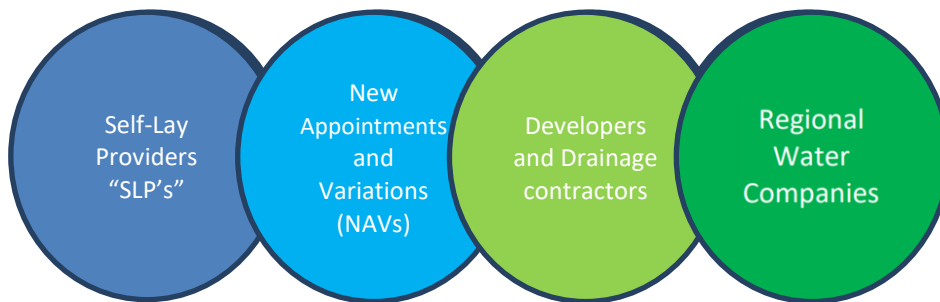 Self-Lay
Providers
“SLP’s”
New
Appointments
and
Variations
(NAVs)
Developers
and Drainage
contractors
Regional
Water
Companies